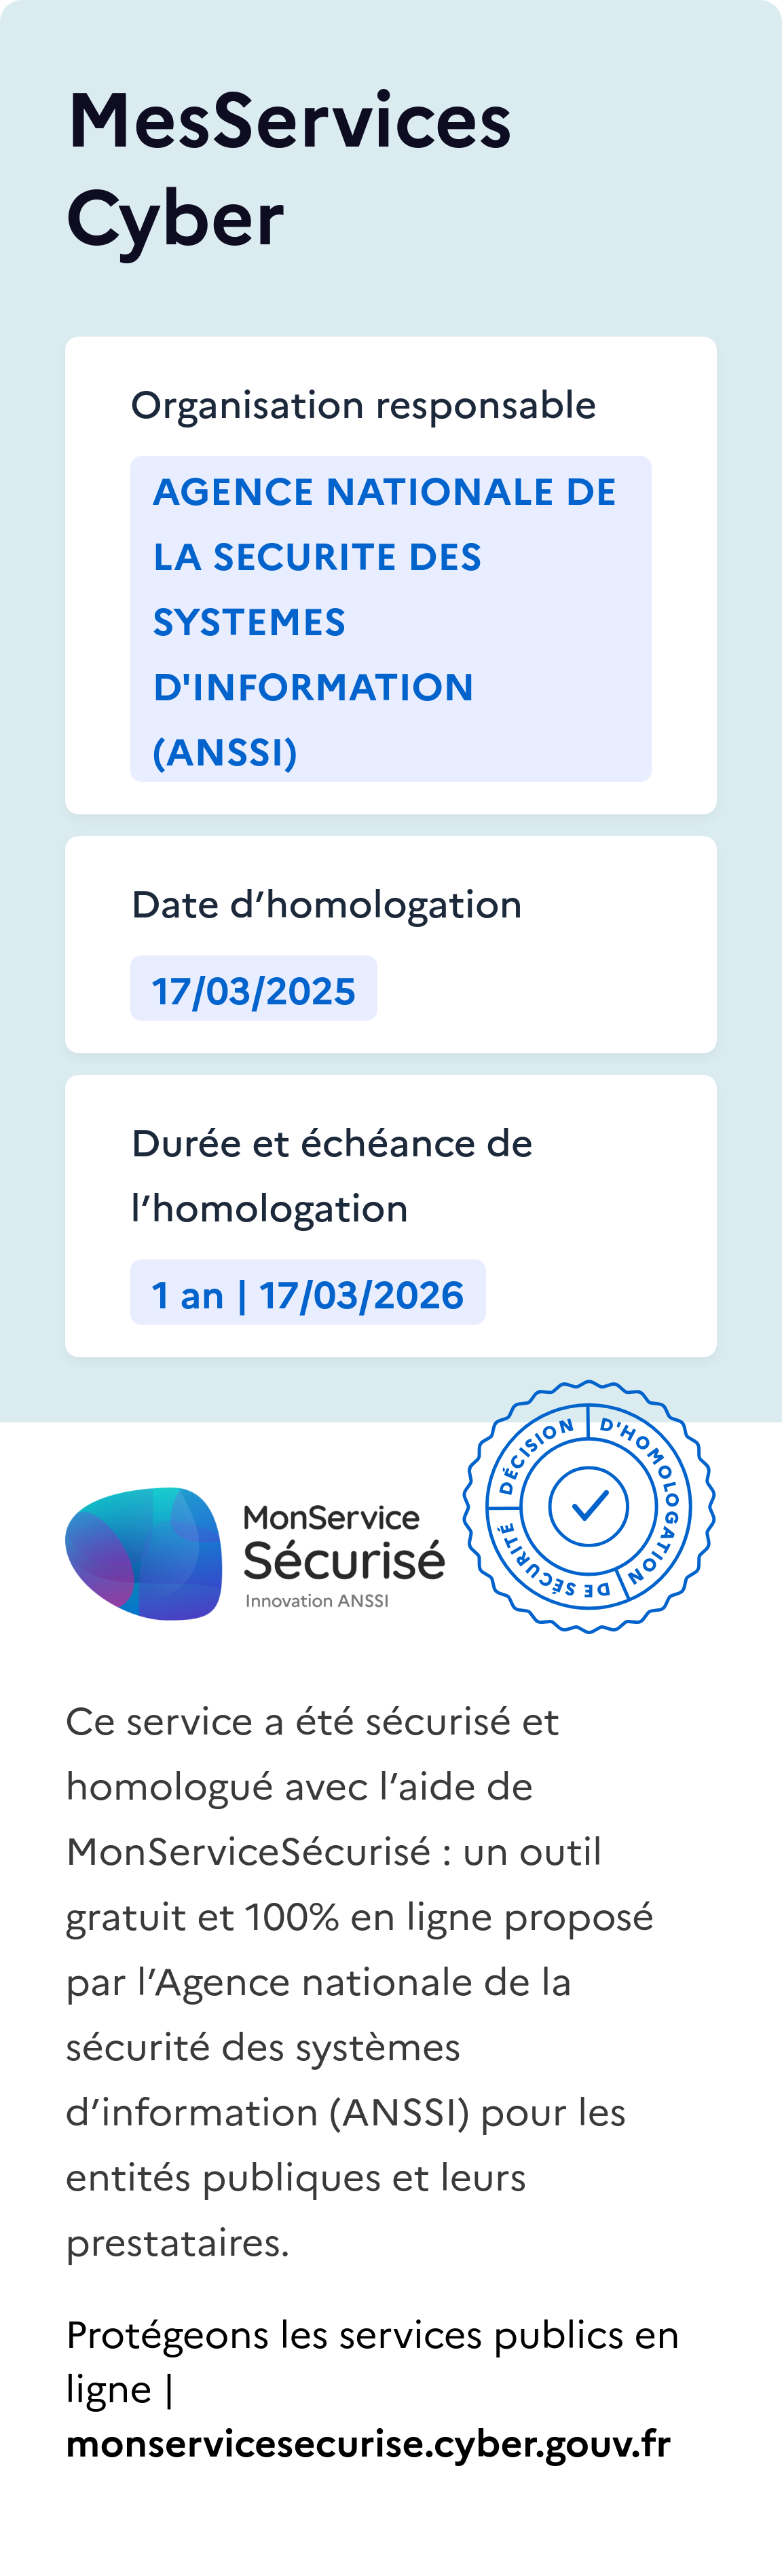 MesServices
Cyber
Organisation responsable
AGENCE NATIONALE DE
LA SECURITE DES
SYSTEMES
D'INFORMATION
(ANSSI)
Date d’homologation
17/03/2025
Durée et échéance de
l’homologation
1 an | 17/03/2026
MonService
Sécurisé
Innovation ANSSI
DÉCISION D'HOMOLOGATION DE SÉCURITÉ
Ce service a été sécurisé et
homologué avec l’aide de
MonServiceSécurisé : un outil
gratuit et 100% en ligne proposé
par l’Agence nationale de la
sécurité des systèmes
d’information (ANSSI) pour les
entités publiques et leurs
prestataires.
Protégeons les services publics en
ligne |
monservicesecurise.cyber.gouv.fr